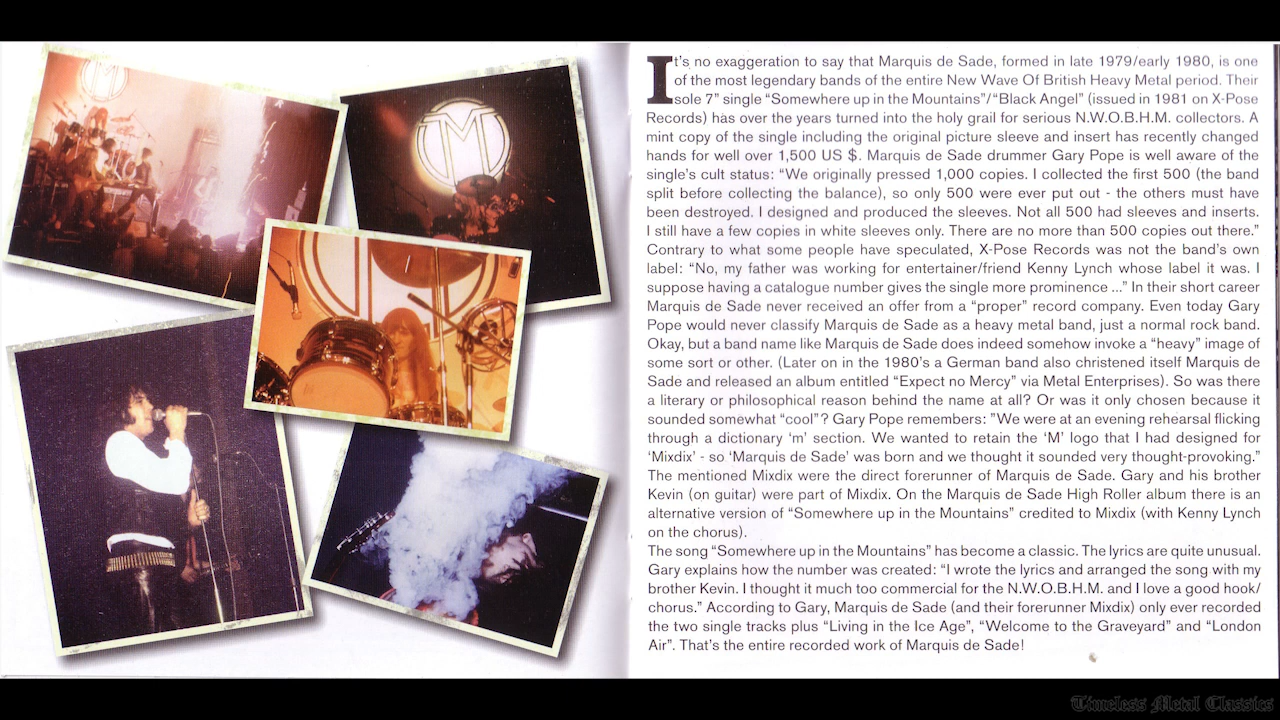 It’s no exaggeration to say that Marquis de Sade, formed in late 1979/early 1980, is one
of the most legendary bands of the entire New Wave Of British Heavy Metal period. Their
sole 7” single “Somewhere up in the Mountains”/“Black Angel” (issued in 1981 on X-Pose
Records) has over the years turned into the holy grail for serious N.W.O.B.H.M. collectors. A
mint copy of the single including the original picture sleeve and insert has recently changed
hands for well over 1,500 US $. Marquis de Sade drummer Gary Pope is well aware of the
single’s cult status: “We originally pressed 1,000 copies. I collected the first 500 (the band
split before collecting the balance), so only 500 were ever put out - the others must have
been destroyed. I designed and produced the sleeves. Not all 500 had sleeves and inserts.
I still have a few copies in white sleeves only. There are no more than 500 copies out there.”
Contrary to what some people have speculated, X-Pose Records was not the band’s own
label: “No, my father was working for entertainer/friend Kenny Lynch whose label it was. I
suppose having a catalogue number gives the single more prominence ...” In their short career
Marquis de Sade never received an offer from a “proper” record company. Even today Gary
Pope would never classify Marquis de Sade as a heavy metal band, just a normal rock band.
Okay, but a band name like Marquis de Sade does indeed somehow invoke a “heavy” image of
some sort or other. (Later on in the 1980’s a German band also christened itself Marquis de
Sade and released an album entitled “Expect no Mercy” via Metal Enterprises). So was there
a literary or philosophical reason behind the name at all? Or was it only chosen because it
sounded somewhat “cool”? Gary Pope remembers: ”We were at an evening rehearsal flicking
through a dictionary ‘m’ section. We wanted to retain the ‘M’ logo that I had designed for
‘Mixdix’ - so ‘Marquis de Sade’ was born and we thought it sounded very thought-provoking.”
The mentioned Mixdix were the direct forerunner of Marquis de Sade. Gary and his brother
Kevin (on guitar) were part of Mixdix. On the Marquis de Sade High Roller album there is an
alternative version of “Somewhere up in the Mountains” credited to Mixdix (with Kenny Lynch
on the chorus).
The song “Somewhere up in the Mountains” has become a classic. The lyrics are quite unusual.
Gary explains how the number was created: “I wrote the lyrics and arranged the song with my
brother Kevin. I thought it much too commercial for the N.W.O.B.H.M. and I love a good hook/
chorus.” According to Gary, Marquis de Sade (and their forerunner Mixdix) only ever recorded
the two single tracks plus “Living in the Ice Age”, “Welcome to the Graveyard” and “London
Air”. That’s the entire recorded work of Marquis de Sade!
Timeless Metal Classics